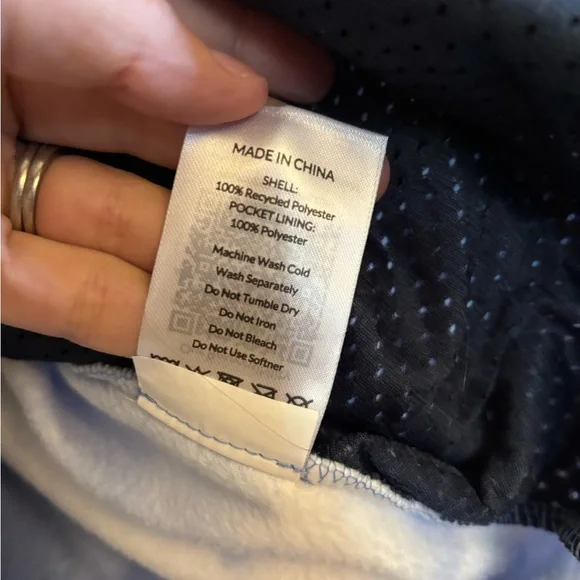 MADE IN CHINA
SHELL:
100% Recycled Polyester
POCKET LINING:
100% Polyester
Machine Wash Cold
Wash Separately
Do Not Tumble Dry
Do Not Iron
Do Not Bleach
Do Not Use Softner